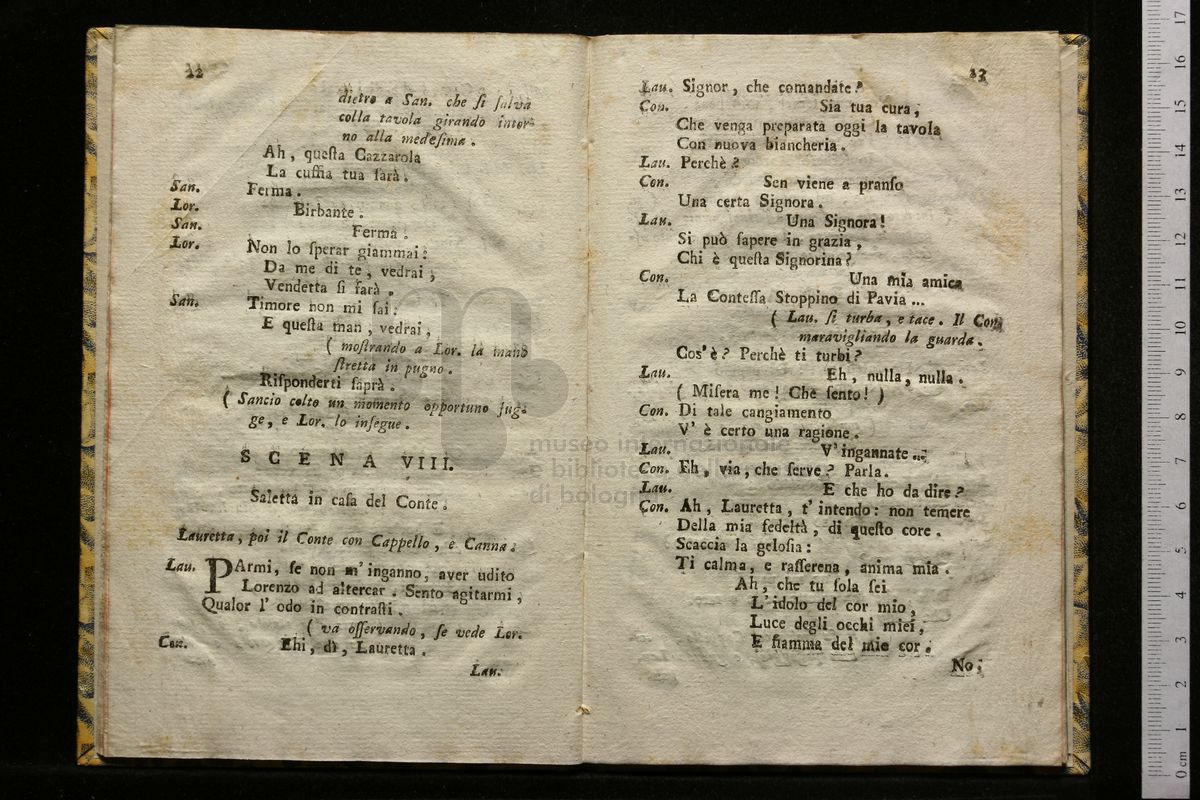 22
dietro a San. che ſi ſalva
colla tavola girando intor-
no alla medeſima.
Ah, queſta Cazzarola
La cuffia tua ſarà.
San. Ferma.
Lor. Birbante.
San. Ferma.
Lor. Non lo ſperar giammai:
Da me di te, vedrai,
Vendetta ſi farà.
San. Timore non mi fai:
E queſta man, vedrai,
( moſtrando a Lor. la mano
ſtretta in pugno.
Riſponderti ſaprà.
( Sancio colto un momento opportuno fug-
ge, e Lor. lo inſegue.
SCENA VIII.
Saletta in caſa del Conte.
Lauretta, poi il Conte con Cappello, e Canna.
Lau. PArmi, ſe non m'inganno, aver udito
Lorenzo ad altercar. Sento agitarmi,
Qualor l'odo in contraſti.
( va oſſervando, ſe vede Lor.
Con. Ehi, dì, Lauretta.
Lau.
23
Lau. Signor, che comandate?
Con. Sia tua cura,
Che venga preparata oggi la tavola
Con nuova biancheria.
Lau. Perchè?
Con. Sen viene a pranſo
Una certa Signora.
Lau. Una Signora!
Si può ſapere in grazia,
Chi è queſta Signorina?
Con. Una mia amica
La Conteſſa Stoppino di Pavia ...
( Lau. ſi turba, e tace. Il Con.
maravigliando la guarda.
Cos'è? Perchè ti turbi?
Lau. Eh, nulla, nulla.
( Miſera me! Che ſento! )
Con. Di tale cangiamento
V'è certo una ragione.
Lau. V'ingannate ...
Con. Eh, via, che ſerve? Parla.
Lau. E che ho da dire?
Con. Ah, Lauretta, t'intendo: non temere
Della mia fedeltà, di queſto core.
Scaccia la geloſia:
Ti calma, e raſſerena, anima mia.
Ah, che tu ſola ſei
L'idolo del cor mio,
Luce degli occhi miei,
E fiamma del mio cor.
No,
museo internazionale
e bibliote
di bologn
0 cm 1 2 3 4 5 6 7 8 9 10 11 12 13 14 15 16 17